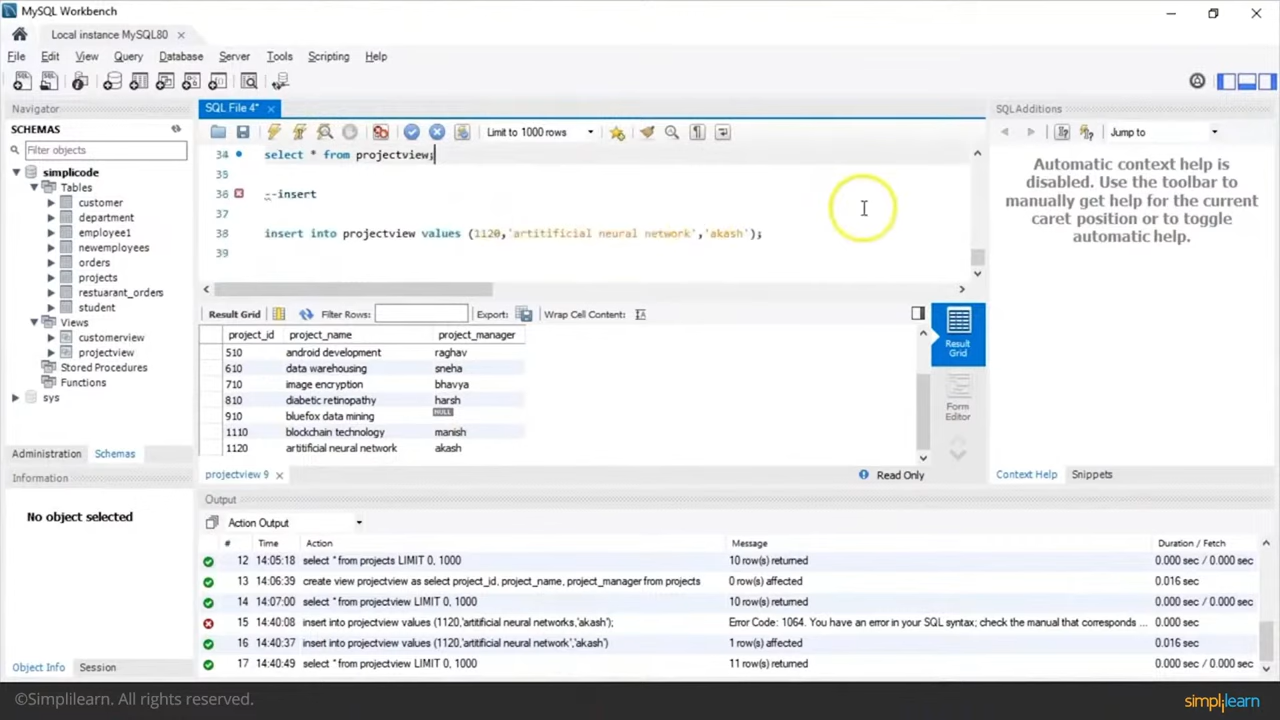 MySQL Workbench
Local instance MySQL80
File Edit View Query Database Server Tools Scripting Help
Navigator
SCHEMAS
Filter objects
simplicode
Tables
customer
department
employee1
newemployees
orders
projects
restuarant_orders
student
Views
customerview
projectview
Stored Procedures
Functions
sys
Administration Schemas
Information
No object selected
Object Info Session
SQL File 4*
Limit to 1000 rows
34 select * from projectview;
35
36 --insert
37
38 insert into projectview values (1120,'artitificial neural network','akash');
39
Result Grid Filter Rows: Export: Wrap Cell Content:
project_id project_name project_manager
510 android development raghav
610 data warehousing sneha
710 image encryption bhavya
810 diabetic retinopathy harsh
910 bluefox data mining NULL
1110 blockchain technology manish
1120 artitificial neural network akash
Result Grid
Form Editor
projectview 9 Read Only
SQLAdditions
Jump to
Automatic context help is
disabled. Use the toolbar to
manually get help for the current
caret position or to toggle
automatic help.
Context Help Snippets
Output
Action Output
# Time Action Message Duration / Fetch
12 14:05:18 select * from projects LIMIT 0, 1000 10 row(s) returned 0.000 sec / 0.000 sec
13 14:06:39 create view projectview as select project_id, project_name, project_manager from projects 0 row(s) affected 0.016 sec
14 14:07:00 select * from projectview LIMIT 0, 1000 10 row(s) returned 0.000 sec / 0.000 sec
15 14:40:08 insert into projectview values (1120,'artitificial neural networks,'akash'); Error Code: 1064. You have an error in your SQL syntax; check the manual that corresponds ... 0.000 sec
16 14:40:37 insert into projectview values (1120,'artitificial neural network','akash') 1 row(s) affected 0.016 sec
17 14:40:49 select * from projectview LIMIT 0, 1000 11 row(s) returned 0.000 sec / 0.000 sec
©Simplilearn. All rights reserved.
simplilearn